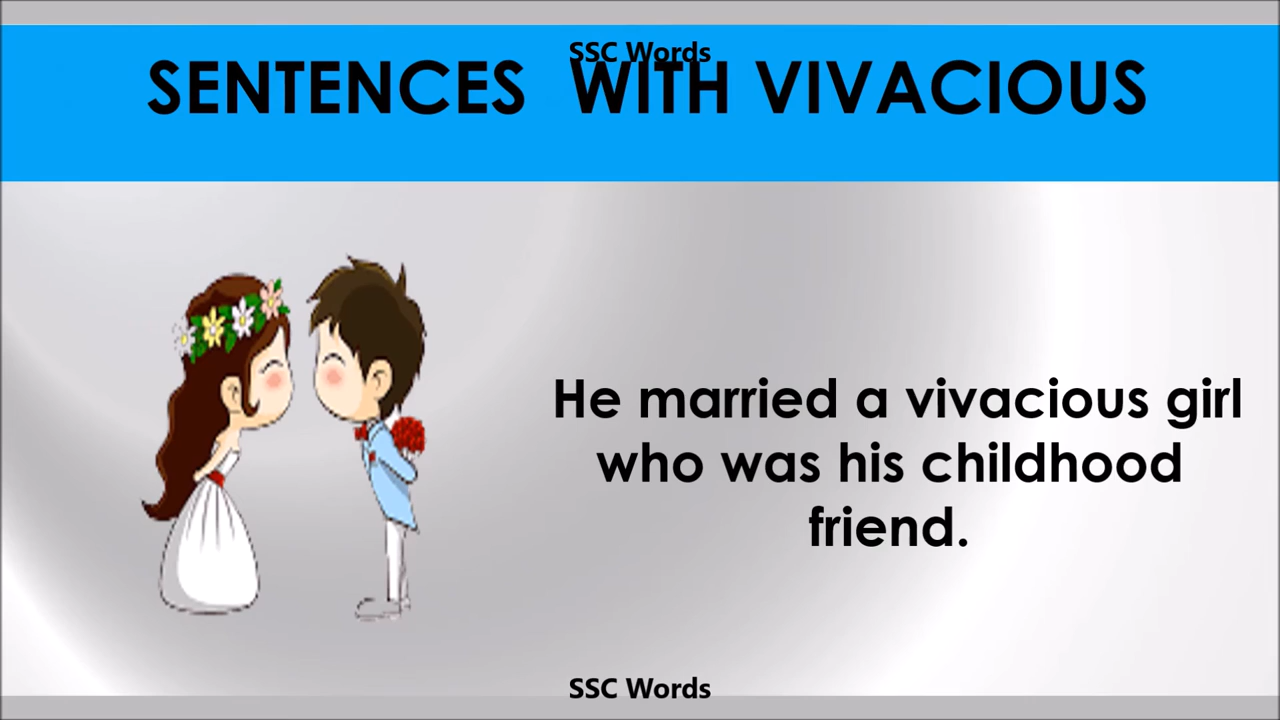 SSC Words
SENTENCES WITH VIVACIOUS
He married a vivacious girl
who was his childhood
friend.
SSC Words